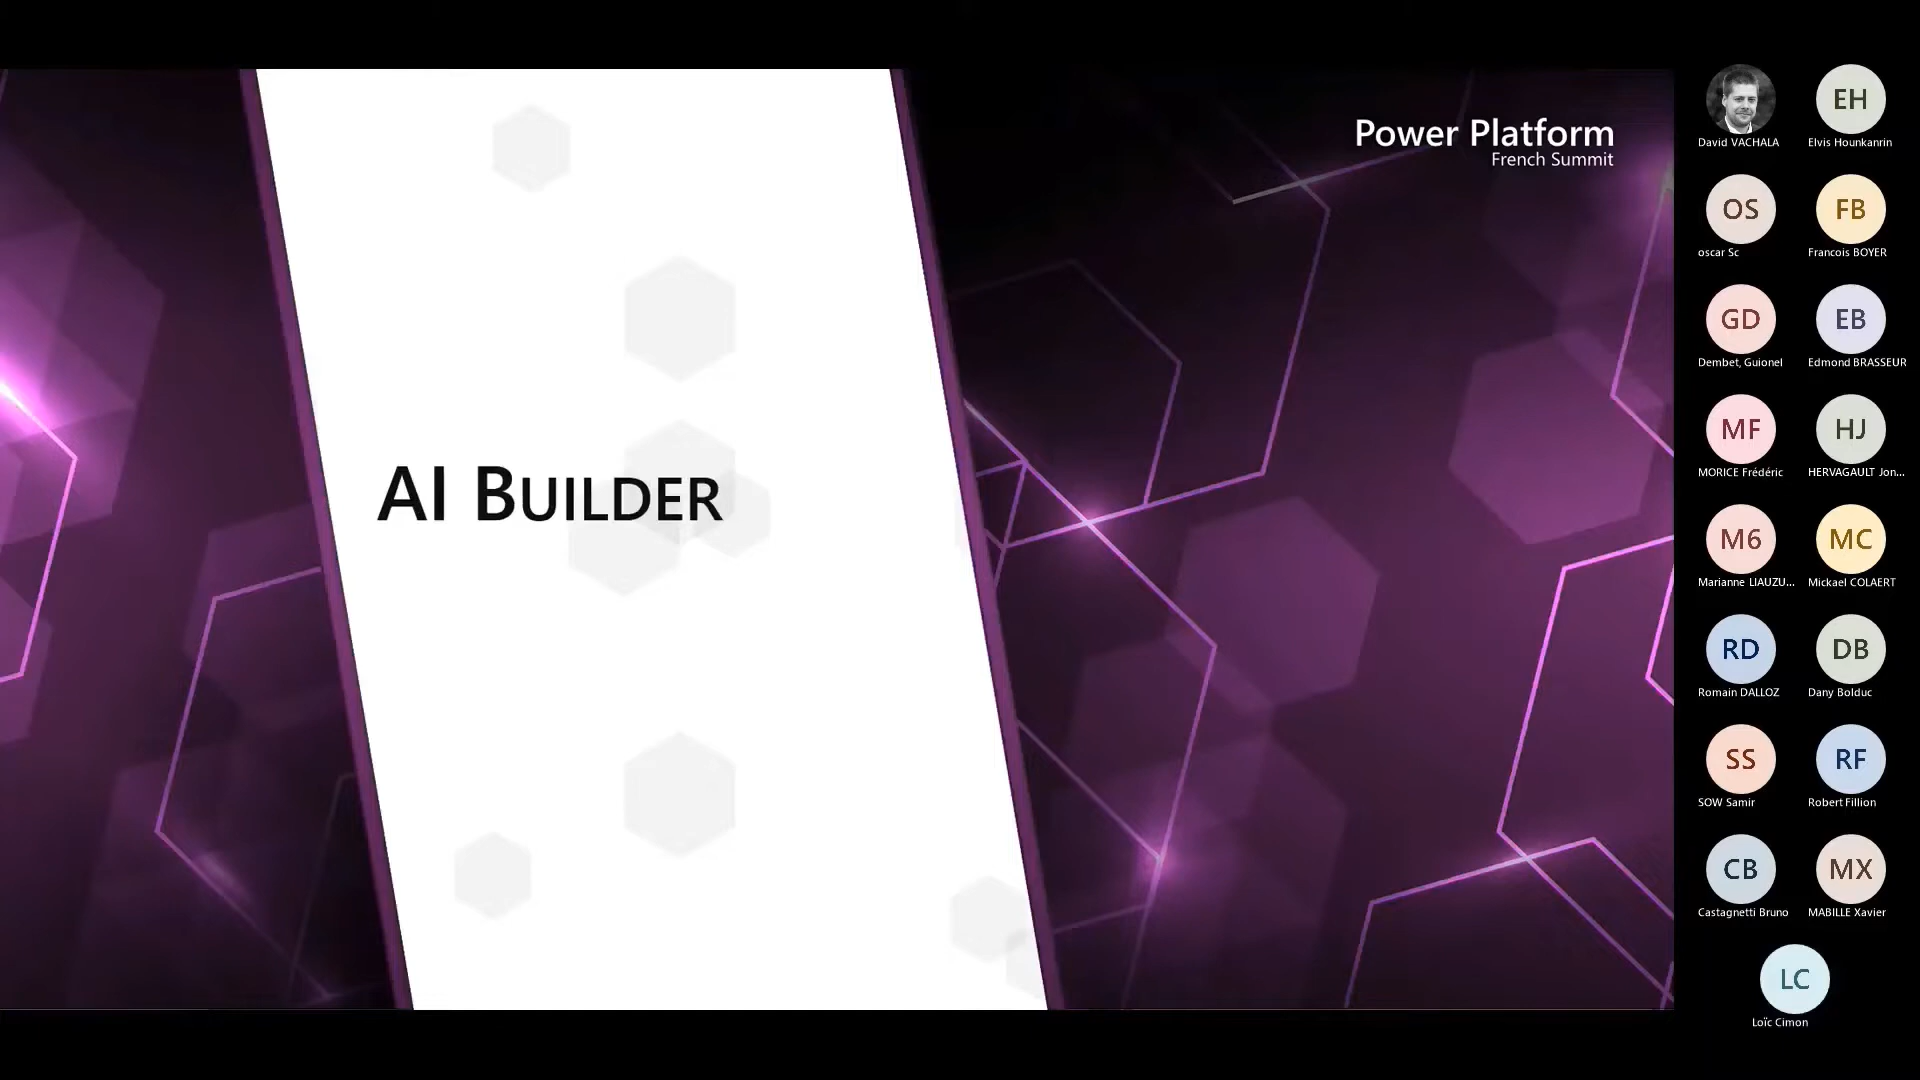 AI BUILDER
Power Platform
French Summit
David VACHALA
EH
Elvis Hounkanrin
OS
oscar Sc
FB
Francois BOYER
GD
Dembet, Guionel
EB
Edmond BRASSEUR
MF
MORICE Frédéric
HJ
HERVAGAULT Jon...
M6
Marianne LIAUZU...
MC
Mickael COLAERT
RD
Romain DALLOZ
DB
Dany Bolduc
SS
SOW Samir
RF
Robert Fillion
CB
Castagnetti Bruno
MX
MABILLE Xavier
LC
Loïc Cimon